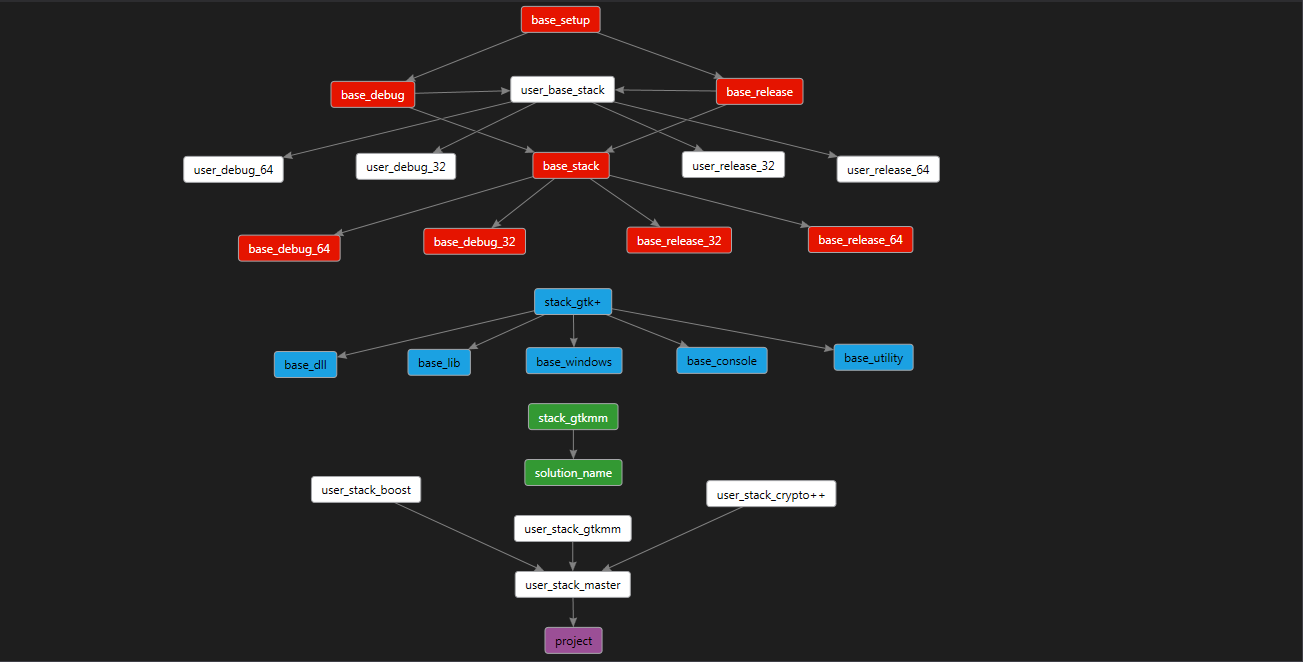 base_setup
base_debug
user_base_stack
base_release
user_debug_64
user_debug_32
base_stack
user_release_32
user_release_64
base_debug_64
base_debug_32
base_release_32
base_release_64
stack_gtk+
base_dll
base_lib
base_windows
base_console
base_utility
stack_gtkmm
solution_name
user_stack_boost
user_stack_crypto++
user_stack_gtkmm
user_stack_master
project